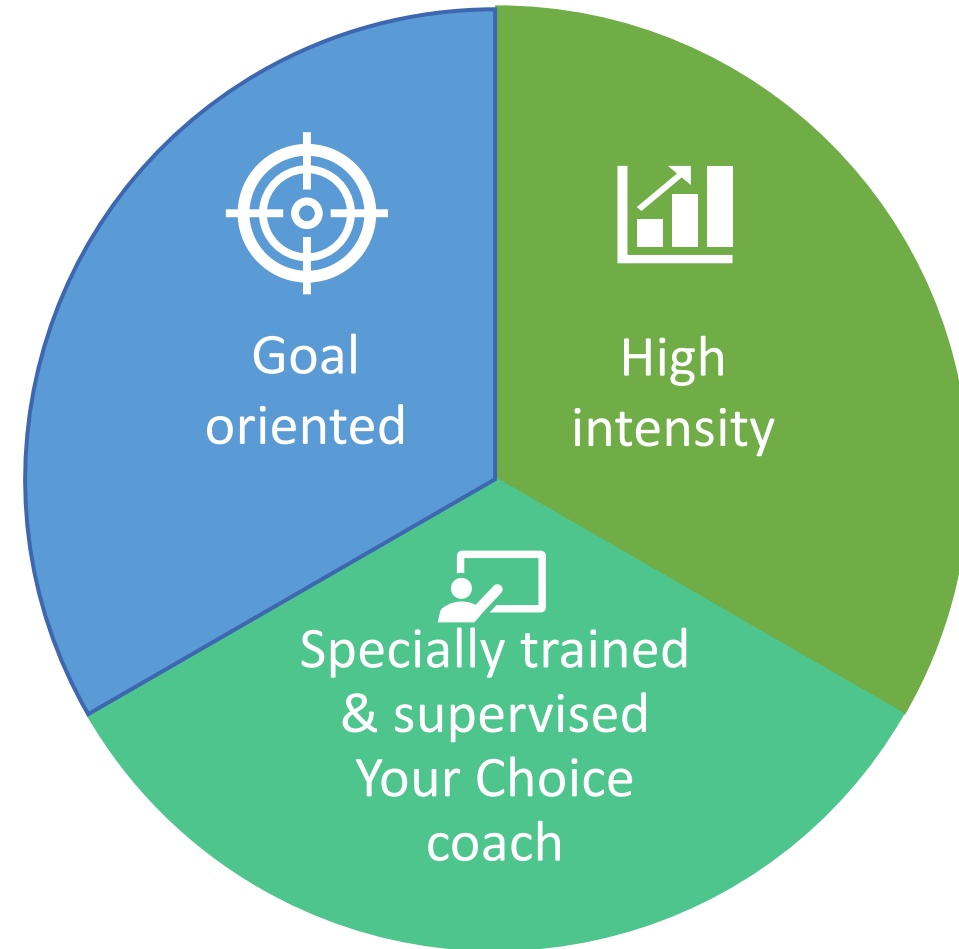 Goal
oriented
High
intensity
Specially trained
& supervised
Your Choice
coach